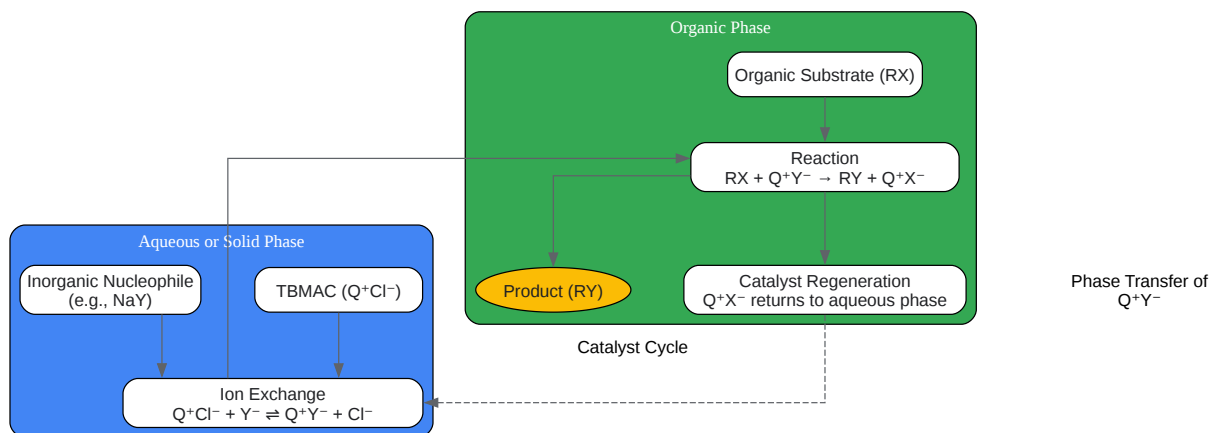 Organic Phase
Organic Substrate (RX)
Reaction
RX + Q⁺Y⁻ → RY + Q⁺X⁻
Aqueous or Solid Phase
Inorganic Nucleophile
(e.g., NaY)
TBMAC (Q⁺Cl⁻)
Product (RY)
Catalyst Regeneration
Q⁺X⁻ returns to aqueous phase
Phase Transfer of
Q⁺Y⁻
Catalyst Cycle
Ion Exchange
Q⁺Cl⁻ + Y⁻ ⇌ Q⁺Y⁻ + Cl⁻